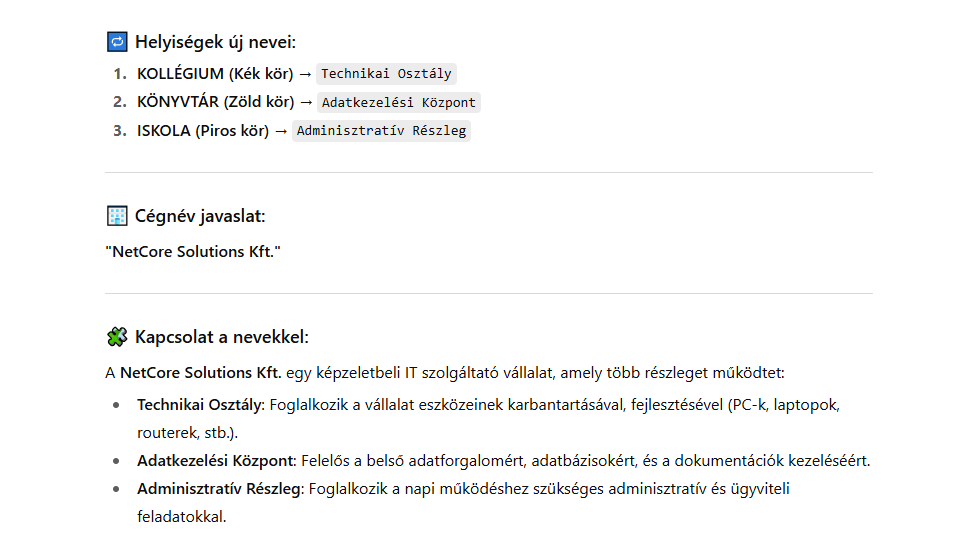 Helyiségek új nevei:
1. KOLLÉGIUM (Kék kör) → Technikai Osztály
2. KÖNYVTÁR (Zöld kör) → Adatkezelési Központ
3. ISKOLA (Piros kör) → Adminisztratív Részleg
Cégnév javaslat:
"NetCore Solutions Kft."
Kapcsolat a nevekkel:
A NetCore Solutions Kft. egy képzeletbeli IT szolgáltató vállalat, amely több részleget működtet:
• Technikai Osztály: Foglalkozik a vállalat eszközeinek karbantartásával, fejlesztésével (PC-k, laptopok,
routerek, stb.).
• Adatkezelési Központ: Felelős a belső adatforgalomért, adatbázisokért, és a dokumentációk kezeléséért.
• Adminisztratív Részleg: Foglalkozik a napi működéshez szükséges adminisztratív és ügyviteli
feladatokkal.